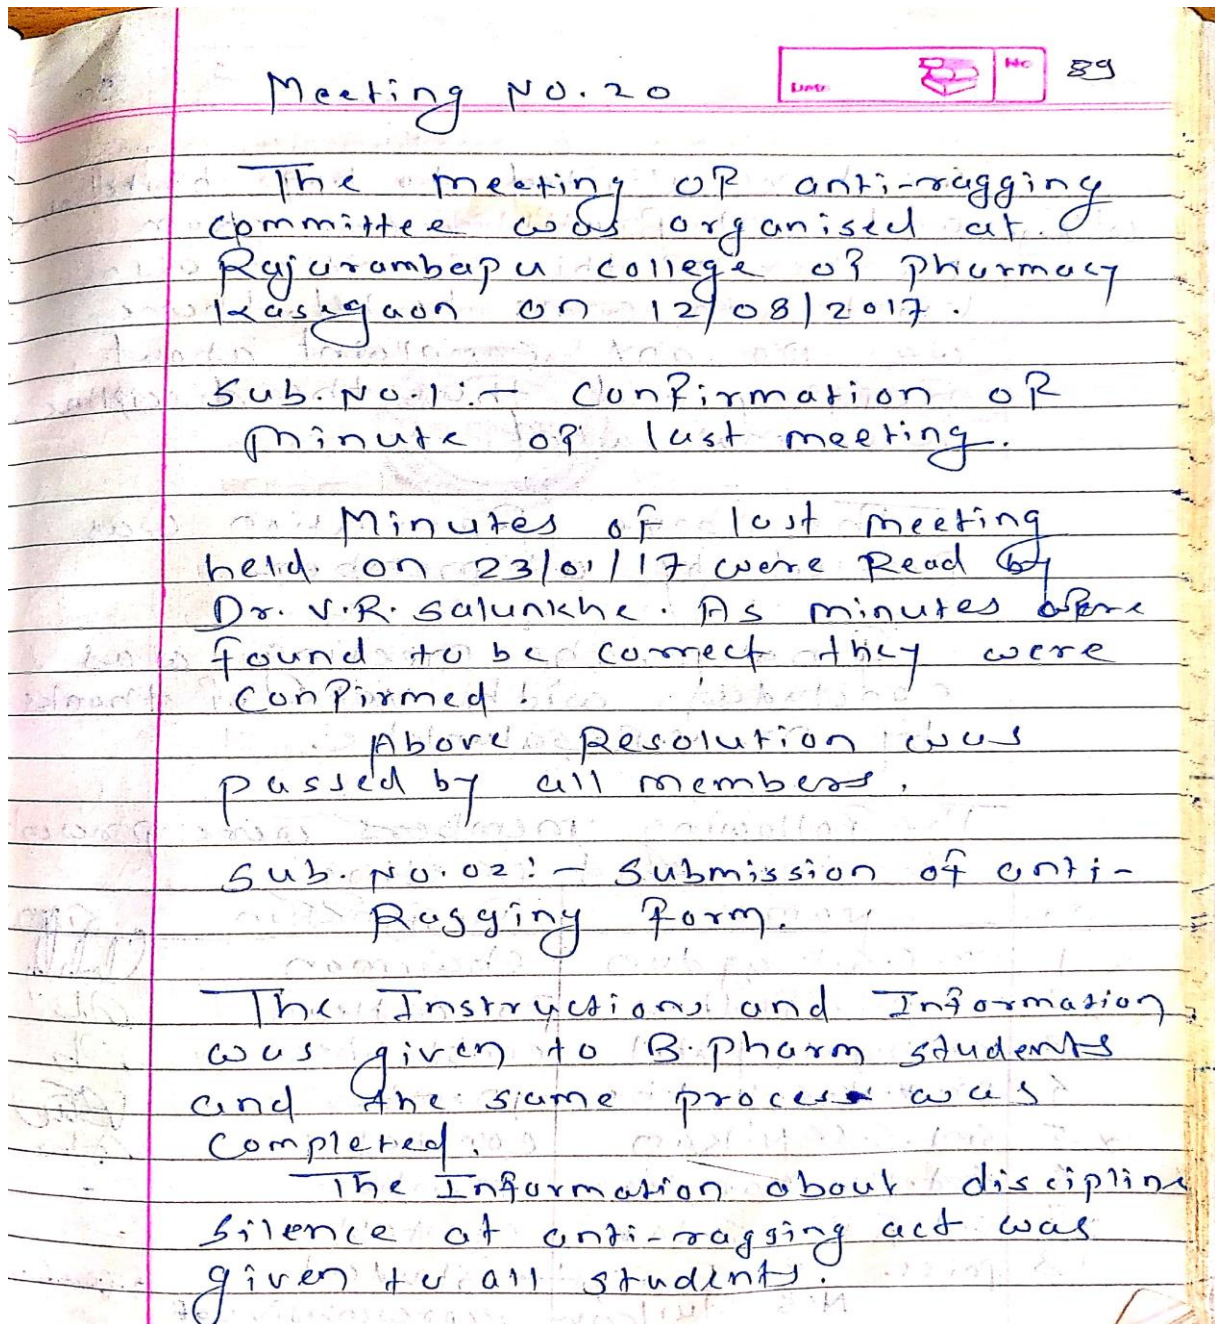 Date
No
89
Meeting No. 20
The meeting of anti-ragging
committee was organised at
Rajarambapu college of pharmacy
Kasegaon on 12/08/2017.
Sub. No. 1:- Confirmation of
minute of last meeting.
Minutes of last meeting
held on 23/01/17 were Read by
Dr. V.R. Salunkhe. As minutes were
found to be correct they were
confirmed.
Above Resolution was
passed by all members.
Sub. No. 02:- Submission of anti-
Ragging form.
The Instructions and Information
was given to B.pharm students
and the same process was
completed.
The Information about discipline
silence at anti-ragging act was
given to all students.